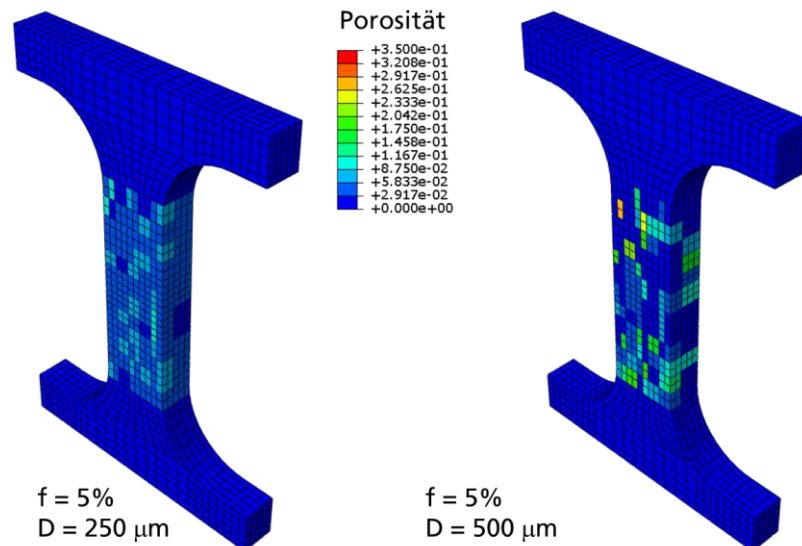 Porosität
+3.500e-01
+3.208e-01
+2.917e-01
+2.625e-01
+2.333e-01
+2.042e-01
+1.750e-01
+1.458e-01
+1.167e-01
+8.750e-02
+5.833e-02
+2.917e-02
+0.000e+00
f = 5%
D = 250 μm
f = 5%
D = 500 μm